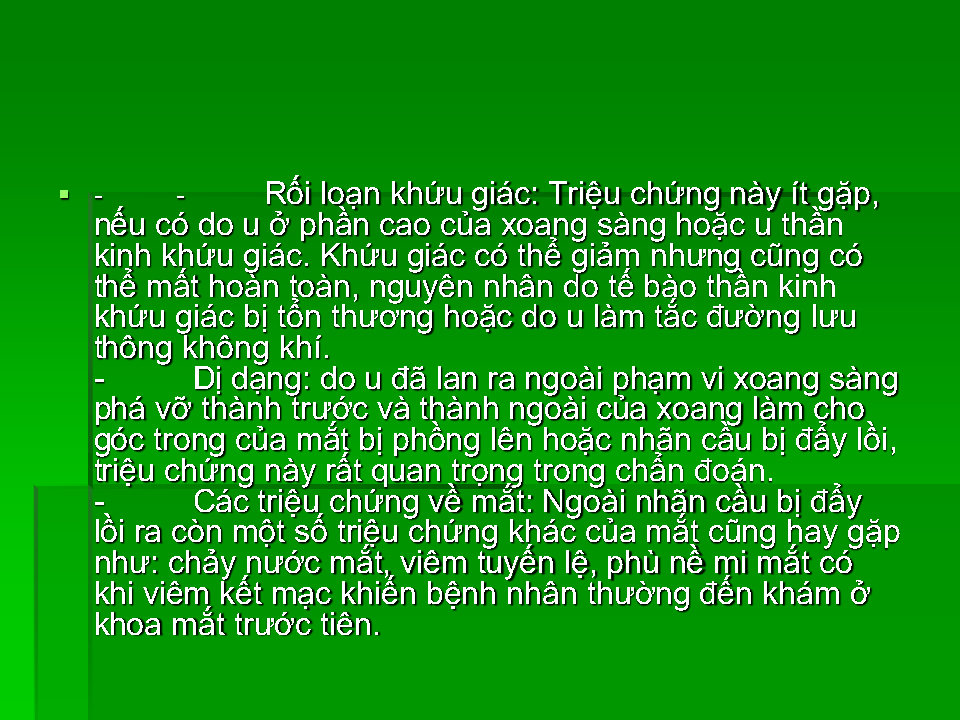 ▪ -          -          Rối loạn khứu giác: Triệu chứng này ít gặp,
nếu có do u ở phần cao của xoang sàng hoặc u thần
kinh khứu giác. Khứu giác có thể giảm nhưng cũng có
thể mất hoàn toàn, nguyên nhân do tế bào thần kinh
khứu giác bị tổn thương hoặc do u làm tắc đường lưu
thông không khí.
-          Dị dạng: do u đã lan ra ngoài phạm vi xoang sàng
phá vỡ thành trước và thành ngoài của xoang làm cho
góc trong của mắt bị phồng lên hoặc nhãn cầu bị đẩy lồi,
triệu chứng này rất quan trọng trong chẩn đoán.
-          Các triệu chứng về mắt: Ngoài nhãn cầu bị đẩy
lồi ra còn một số triệu chứng khác của mắt cũng hay gặp
như: chảy nước mắt, viêm tuyến lệ, phù nề mi mắt có
khi viêm kết mạc khiến bệnh nhân thường đến khám ở
khoa mắt trước tiên.